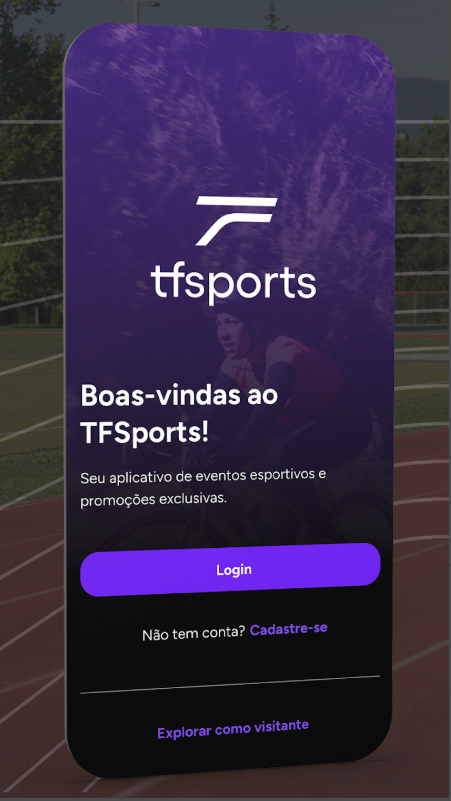 tfsports
Boas-vindas ao
TFSports!
Seu aplicativo de eventos esportivos e
promoções exclusivas.
Login
Não tem conta? Cadastre-se
Explorar como visitante